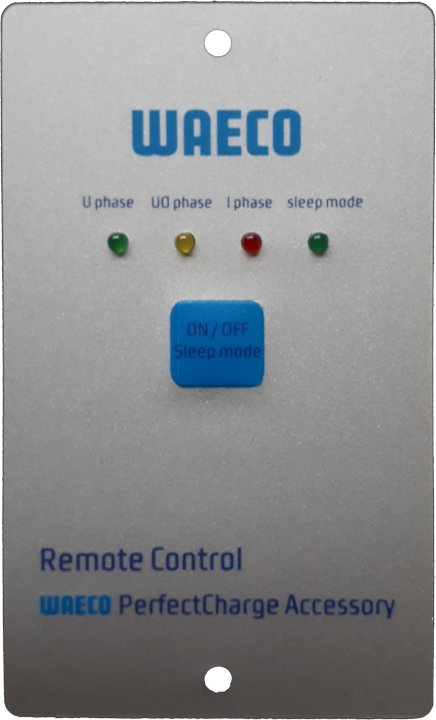 WAECO
U phase UO phase I phase sleep mode
ON / OFF
Sleep mode
Remote Control
WAECO PerfectCharge Accessory